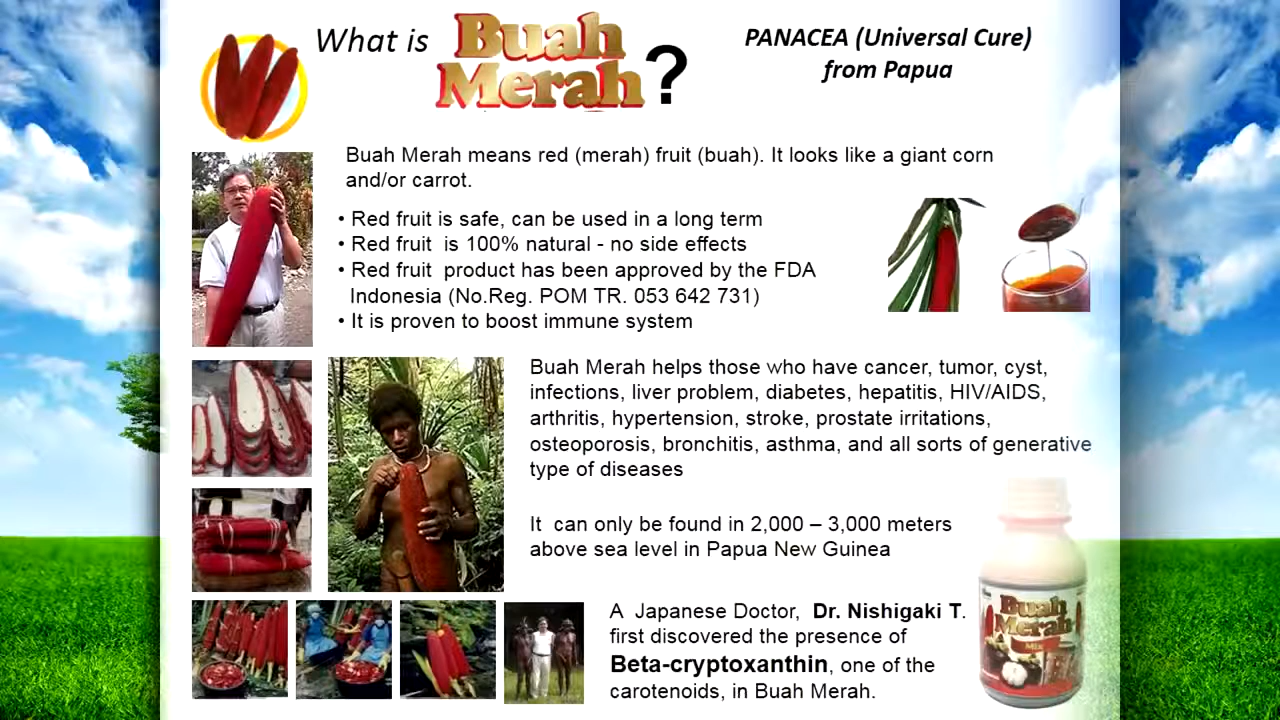 What is Buah Merah ?
PANACEA (Universal Cure)
from Papua
Buah Merah means red (merah) fruit (buah). It looks like a giant corn
and/or carrot.
• Red fruit is safe, can be used in a long term
• Red fruit is 100% natural - no side effects
• Red fruit product has been approved by the FDA
Indonesia (No.Reg. POM TR. 053 642 731)
• It is proven to boost immune system
Buah Merah helps those who have cancer, tumor, cyst,
infections, liver problem, diabetes, hepatitis, HIV/AIDS,
arthritis, hypertension, stroke, prostate irritations,
osteoporosis, bronchitis, asthma, and all sorts of generative
type of diseases
It can only be found in 2,000 – 3,000 meters
above sea level in Papua New Guinea
A Japanese Doctor, Dr. Nishigaki T.
first discovered the presence of
Beta-cryptoxanthin, one of the
carotenoids, in Buah Merah.
Buah
Merah
Mix